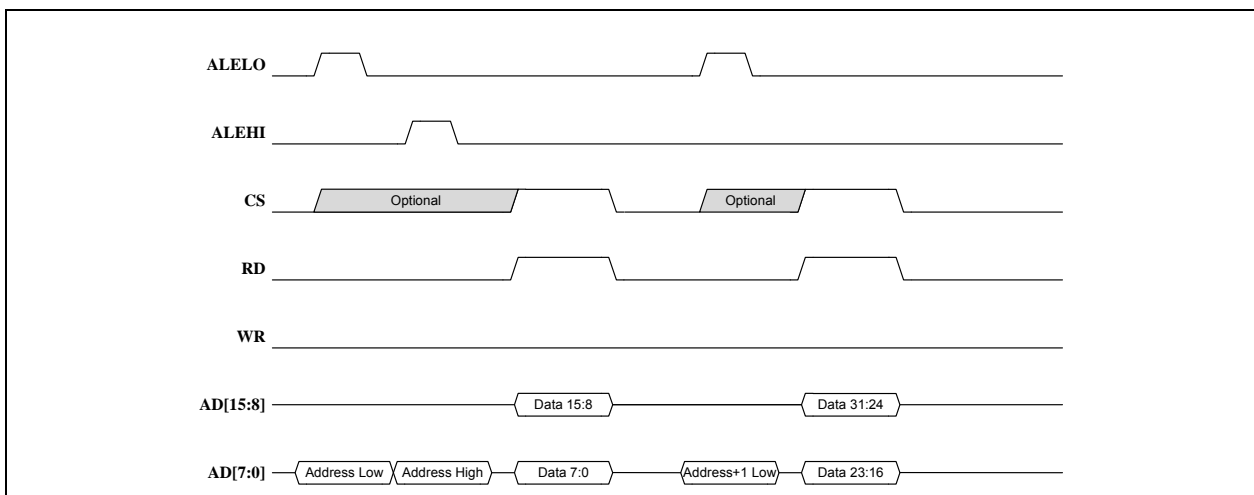 ALELO
ALEHI
CS Optional Optional
RD
WR
AD[15:8] Data 15:8 Data 31:24
AD[7:0] Address Low Address High Data 7:0 Address+1 Low Data 23:16